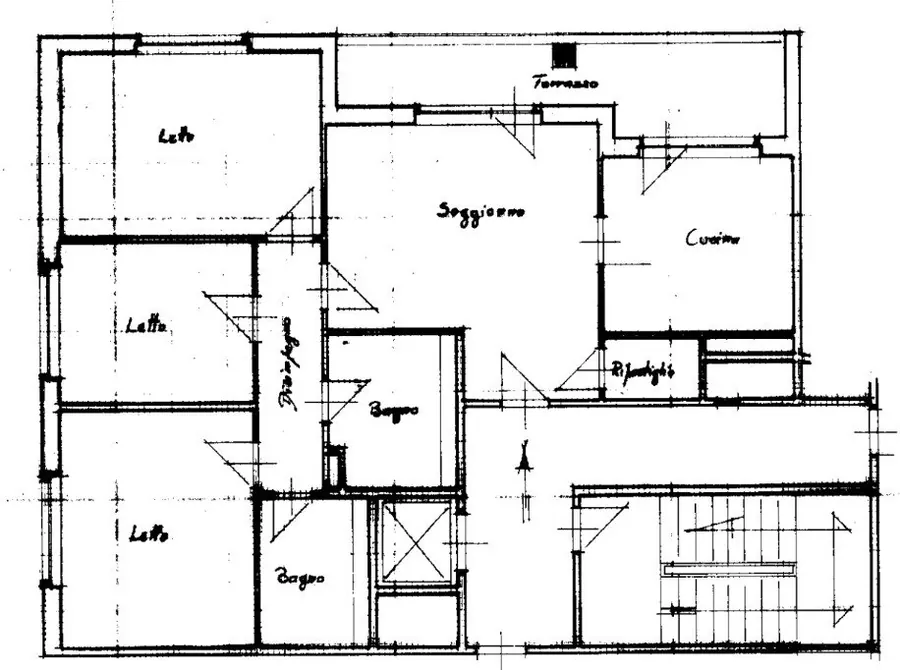 Terrazzo
Letto
Soggiorno
Cucina
Letto
Disimpegno
Ripostiglio
Bagno
Letto
Bagno